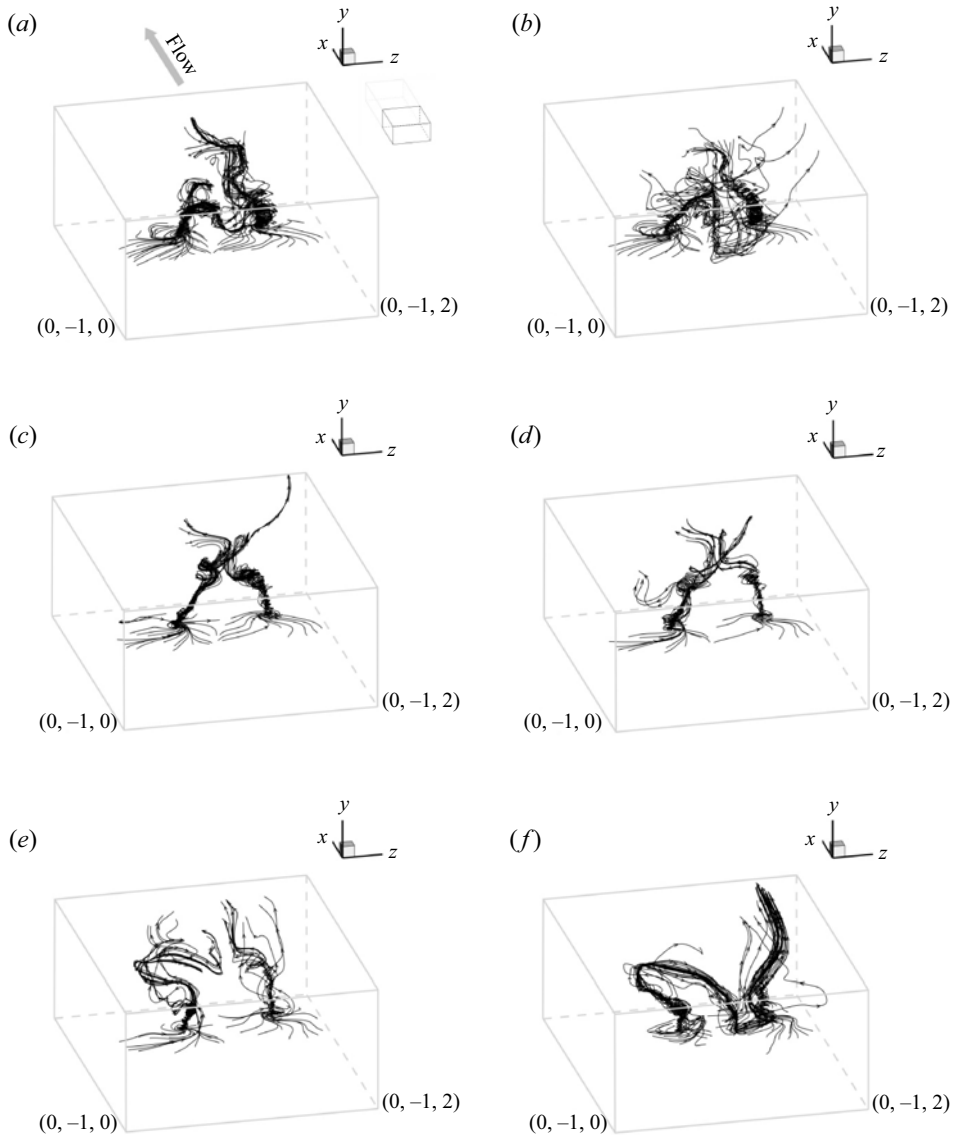 (a)
Flow
y
x
z
(0, –1, 0)
(0, –1, 2)
(b)
y
x
z
(0, –1, 0)
(0, –1, 2)
(c)
y
x
z
(0, –1, 0)
(0, –1, 2)
(d)
y
x
z
(0, –1, 0)
(0, –1, 2)
(e)
y
x
z
(0, –1, 0)
(0, –1, 2)
(f)
y
x
z
(0, –1, 0)
(0, –1, 2)